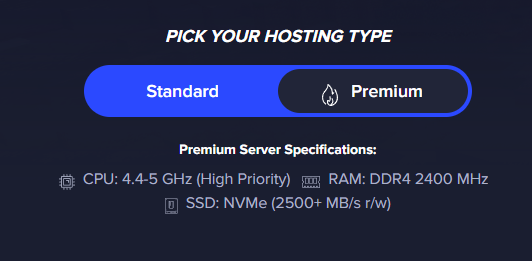 PICK YOUR HOSTING TYPE
Standard Premium
Premium Server Specifications:
CPU: 4.4-5 GHz (High Priority) RAM: DDR4 2400 MHz
SSD: NVMe (2500+ MB/s r/w)